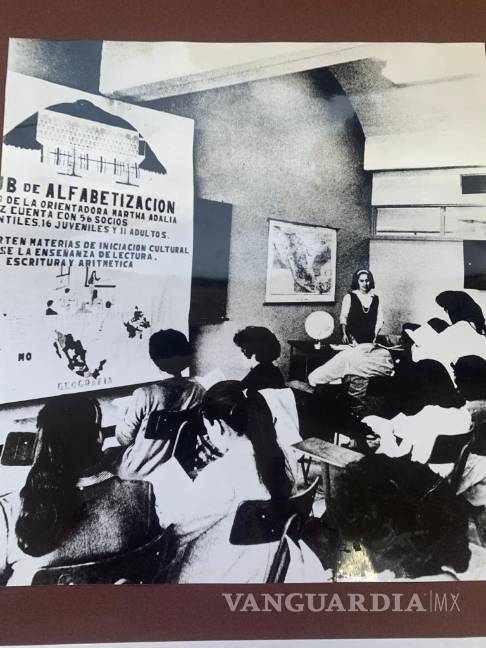 UB DE ALFABETIZACION
O DE LA ORIENTADORA MARTHA ADALIA
Z CUENTA CON 56 SOCIOS
NTILES, 16 JUVENILES Y 11 ADULTOS.
RTEN MATERIAS DE INICIACION CULTURAL
SE LA ENSEÑANZA DE LECTURA.
ESCRITURA Y ARITMETICA
NO
GEOGRAFIA
VANGUARDIA|MX